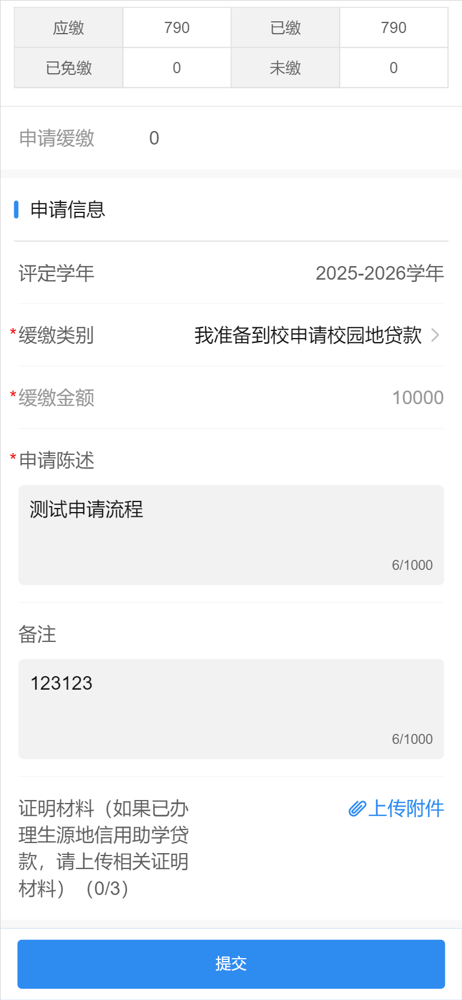 应缴 790 已缴 790
已免缴 0 未缴 0
申请缓缴 0
申请信息
评定学年 2025-2026学年
*缓缴类别 我准备到校申请校园地贷款
*缓缴金额 10000
*申请陈述
测试申请流程
6/1000
备注
123123
6/1000
证明材料（如果已办 上传附件
理生源地信用助学贷
款，请上传相关证明
材料）（0/3）
提交